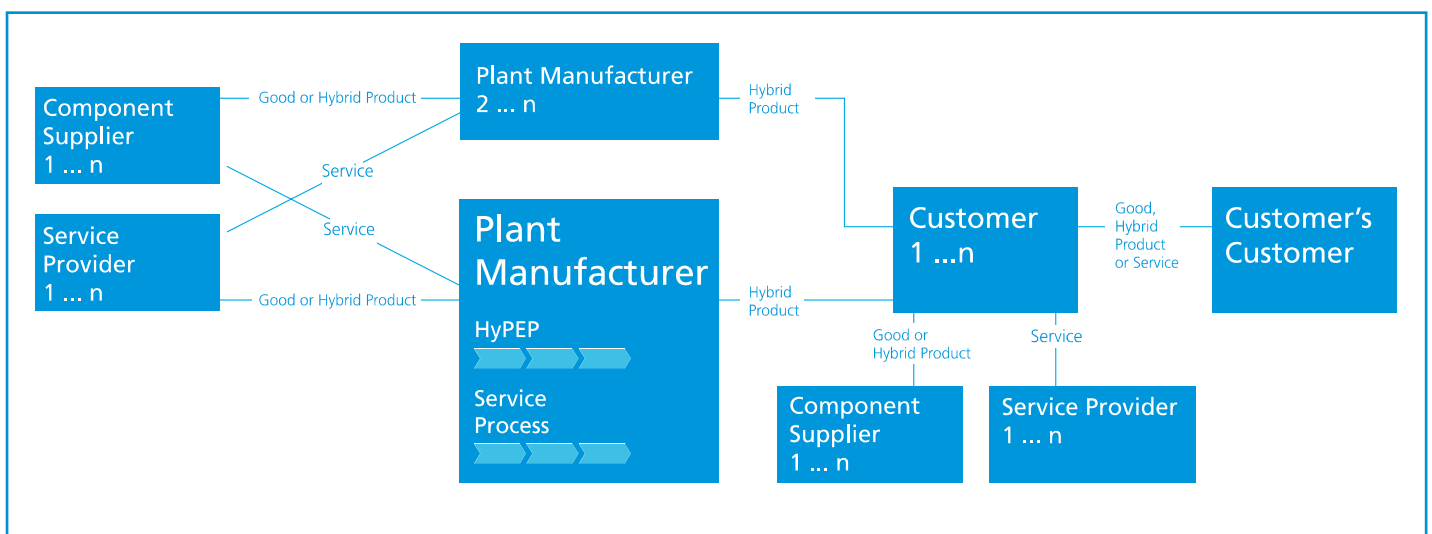 Component
Supplier
1 ... n
Good or Hybrid Product
Plant Manufacturer
2 ... n
Hybrid
Product
Service
Service
Provider
1 ... n
Service
Good or Hybrid Product
Plant
Manufacturer
HyPEP
Service
Process
Hybrid
Product
Customer
1 ...n
Good,
Hybrid
Product
or Service
Customer's
Customer
Good or
Hybrid Product
Service
Component
Supplier
1 ... n
Service Provider
1 ... n